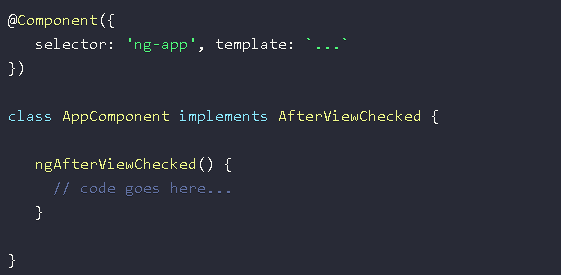 @Component({
   selector: 'ng-app', template: `...`
})
class AppComponent implements AfterViewChecked {
   ngAfterViewChecked() {
     // code goes here...
   }
}